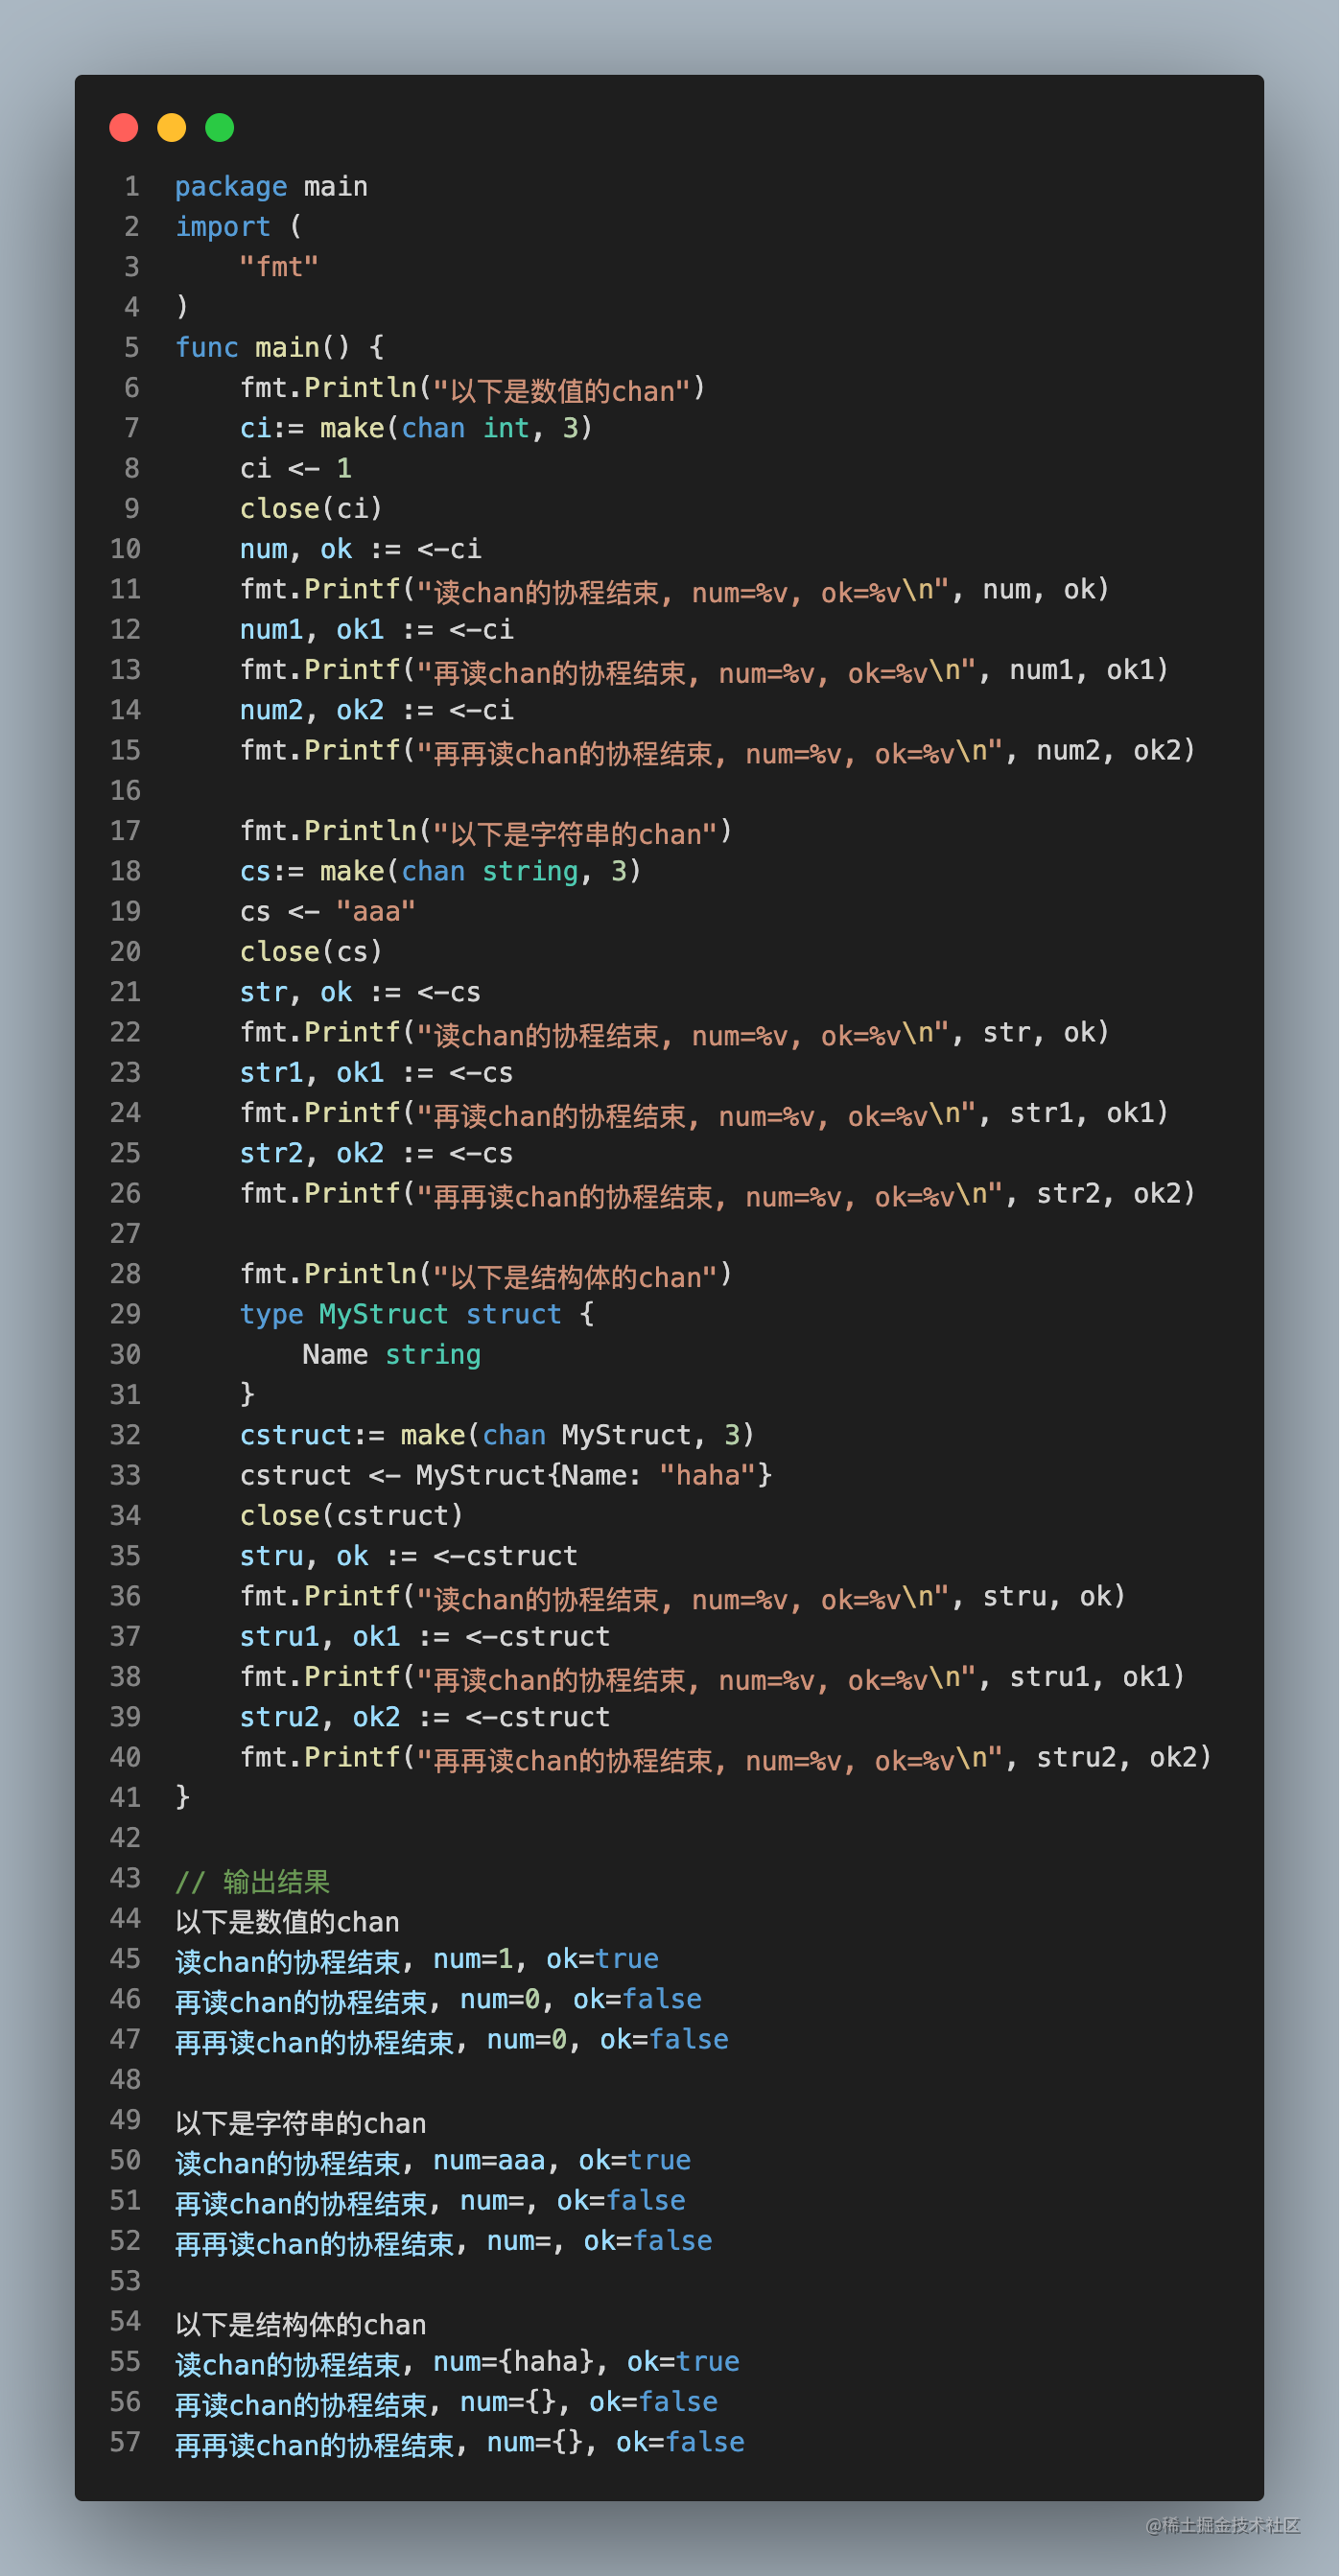 1 package main
2 import (
3     "fmt"
4 )
5 func main() {
6     fmt.Println("以下是数值的chan")
7     ci:= make(chan int, 3)
8     ci <- 1
9     close(ci)
10     num, ok := <-ci
11     fmt.Printf("读chan的协程结束, num=%v, ok=%v\n", num, ok)
12     num1, ok1 := <-ci
13     fmt.Printf("再读chan的协程结束, num=%v, ok=%v\n", num1, ok1)
14     num2, ok2 := <-ci
15     fmt.Printf("再再读chan的协程结束, num=%v, ok=%v\n", num2, ok2)
16
17     fmt.Println("以下是字符串的chan")
18     cs:= make(chan string, 3)
19     cs <- "aaa"
20     close(cs)
21     str, ok := <-cs
22     fmt.Printf("读chan的协程结束, num=%v, ok=%v\n", str, ok)
23     str1, ok1 := <-cs
24     fmt.Printf("再读chan的协程结束, num=%v, ok=%v\n", str1, ok1)
25     str2, ok2 := <-cs
26     fmt.Printf("再再读chan的协程结束, num=%v, ok=%v\n", str2, ok2)
27
28     fmt.Println("以下是结构体的chan")
29     type MyStruct struct {
30         Name string
31     }
32     cstruct:= make(chan MyStruct, 3)
33     cstruct <- MyStruct{Name: "haha"}
34     close(cstruct)
35     stru, ok := <-cstruct
36     fmt.Printf("读chan的协程结束, num=%v, ok=%v\n", stru, ok)
37     stru1, ok1 := <-cstruct
38     fmt.Printf("再读chan的协程结束, num=%v, ok=%v\n", stru1, ok1)
39     stru2, ok2 := <-cstruct
40     fmt.Printf("再再读chan的协程结束, num=%v, ok=%v\n", stru2, ok2)
41 }
42
43 // 输出结果
44 以下是数值的chan
45 读chan的协程结束, num=1, ok=true
46 再读chan的协程结束, num=0, ok=false
47 再再读chan的协程结束, num=0, ok=false
48
49 以下是字符串的chan
50 读chan的协程结束, num=aaa, ok=true
51 再读chan的协程结束, num=, ok=false
52 再再读chan的协程结束, num=, ok=false
53
54 以下是结构体的chan
55 读chan的协程结束, num={haha}, ok=true
56 再读chan的协程结束, num={}, ok=false
57 再再读chan的协程结束, num={}, ok=false
@稀土掘金技术社区